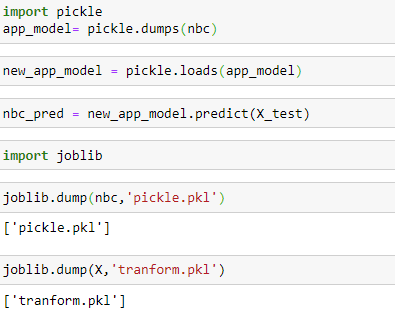 import pickle
app_model= pickle.dumps(nbc)
new_app_model = pickle.loads(app_model)
nbc_pred = new_app_model.predict(X_test)
import joblib
joblib.dump(nbc,'pickle.pkl')
['pickle.pkl']
joblib.dump(X,'tranform.pkl')
['tranform.pkl']